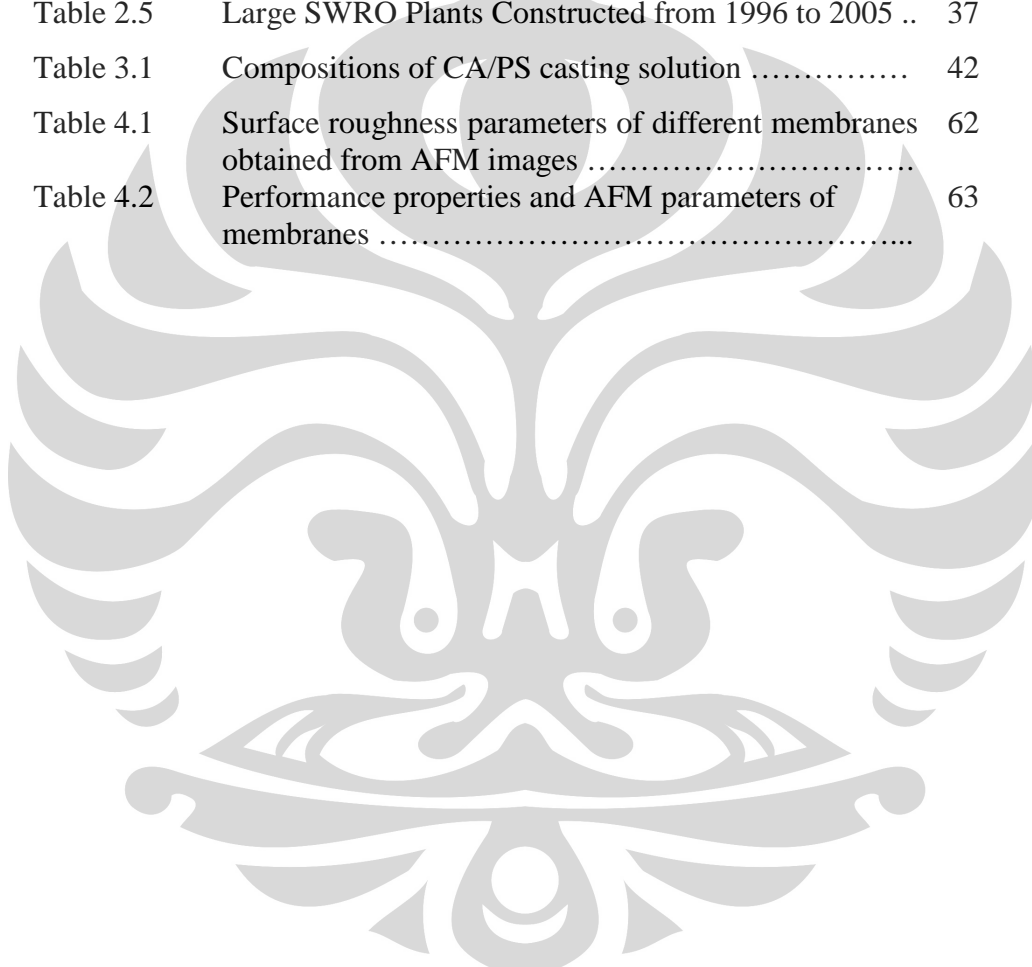 Table 2.5 Large SWRO Plants Constructed from 1996 to 2005 .. 37
Table 3.1 Compositions of CA/PS casting solution …………… 42
Table 4.1 Surface roughness parameters of different membranes 62
obtained from AFM images ………………………….
Table 4.2 Performance properties and AFM parameters of 63
membranes …………………………………………....